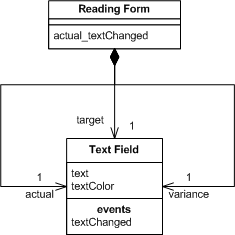 Reading Form
actual_textChanged
target
1
Text Field
1
1
text
actual
variance
textColor
events
textChanged